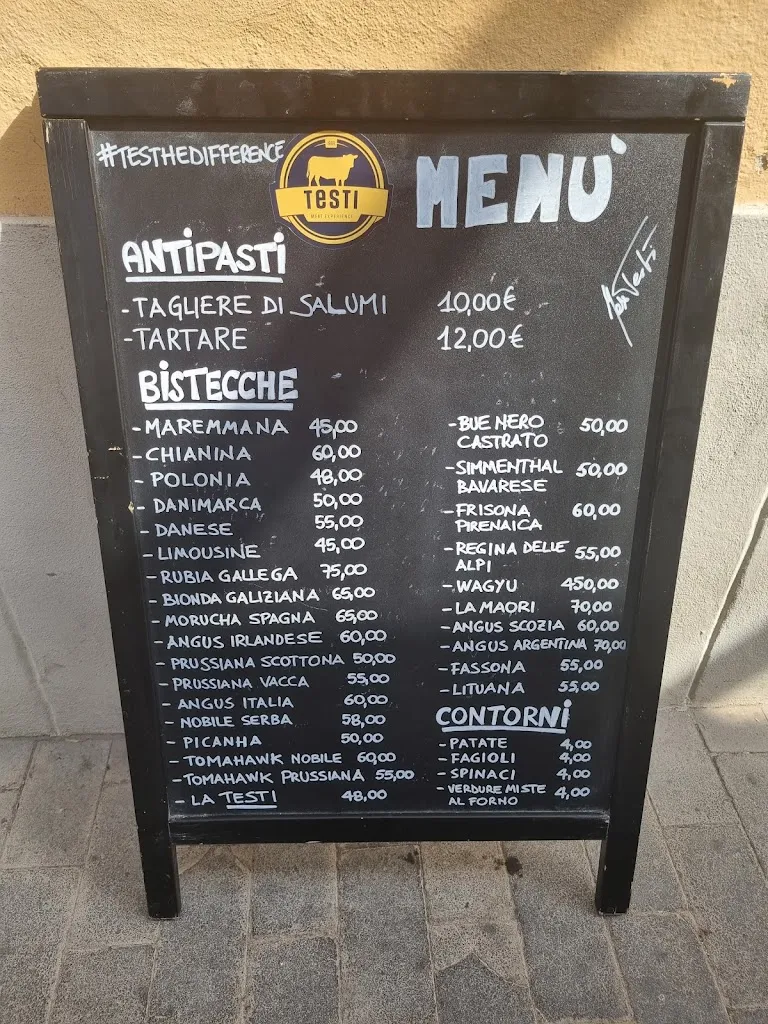 #TESTHEDIFFERENCE
TESTI
MEAT EXPERIENCE
MENU'
ANTIPASTI
-TAGLIERE DI SALUMI 10,00€
-TARTARE 12,00€
BISTECCHE
-MAREMMANA 45,00
-CHIANINA 60,00
-POLONIA 48,00
-DANIMARCA 50,00
-DANESE 55,00
-LIMOUSINE 45,00
-RUBIA GALLEGA 75,00
-BIONDA GALIZIANA 65,00
-MORUCHA SPAGNA 65,00
-ANGUS IRLANDESE 60,00
-PRUSSIANA SCOTTONA 50,00
-PRUSSIANA VACCA 55,00
-ANGUS ITALIA 60,00
-NOBILE SERBA 58,00
-PICANHA 50,00
-TOMAHAWK NOBILE 60,00
-TOMAHAWK PRUSSIANA 55,00
-LA TESTI 48,00
-BUE NERO 50,00
CASTRATO
-SIMMENTHAL 50,00
BAVARESE
-FRISONA 60,00
PIRENAICA
-REGINA DELLE 55,00
ALPI
-WAGYU 450,00
-LA MAORI 70,00
-ANGUS SCOZIA 60,00
-ANGUS ARGENTINA 70,00
-FASSONA 55,00
-LITUANA 55,00
CONTORNI
-PATATE 4,00
-FAGIOLI 4,00
-SPINACI 4,00
-VERDURE MISTE 4,00
AL FORNO